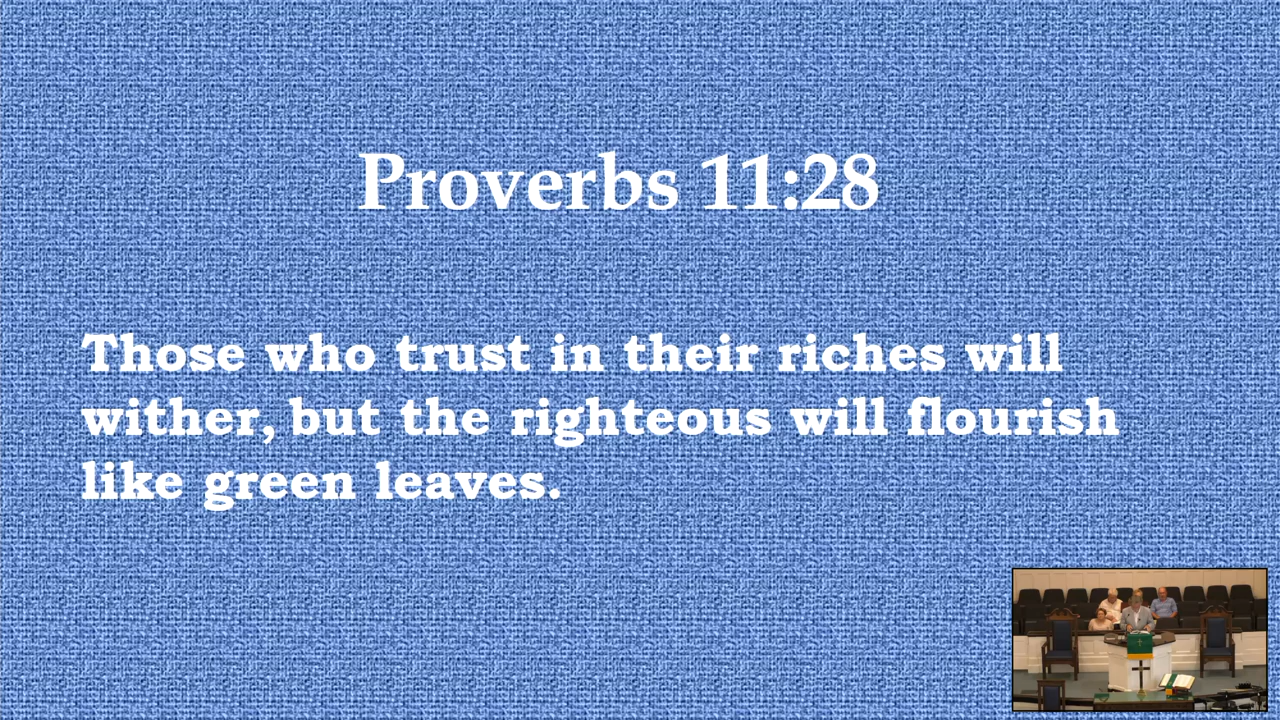 Proverbs 11:28
Those who trust in their riches will
wither, but the righteous will flourish
like green leaves.